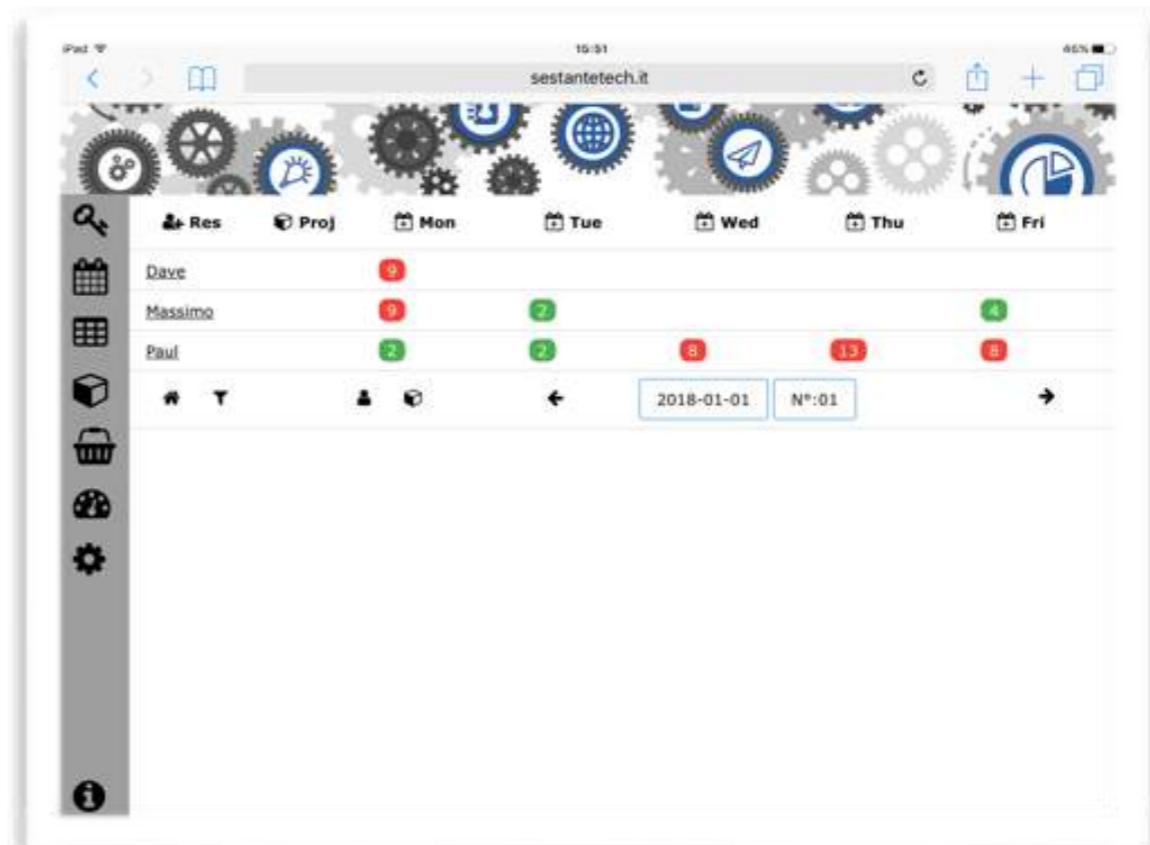 iPad 15:51 46%
sestantetech.it
Res Proj Mon Tue Wed Thu Fri
Dave 9
Massimo 9 2 4
Paul 2 2 8 13 8
2018-01-01 N°:01